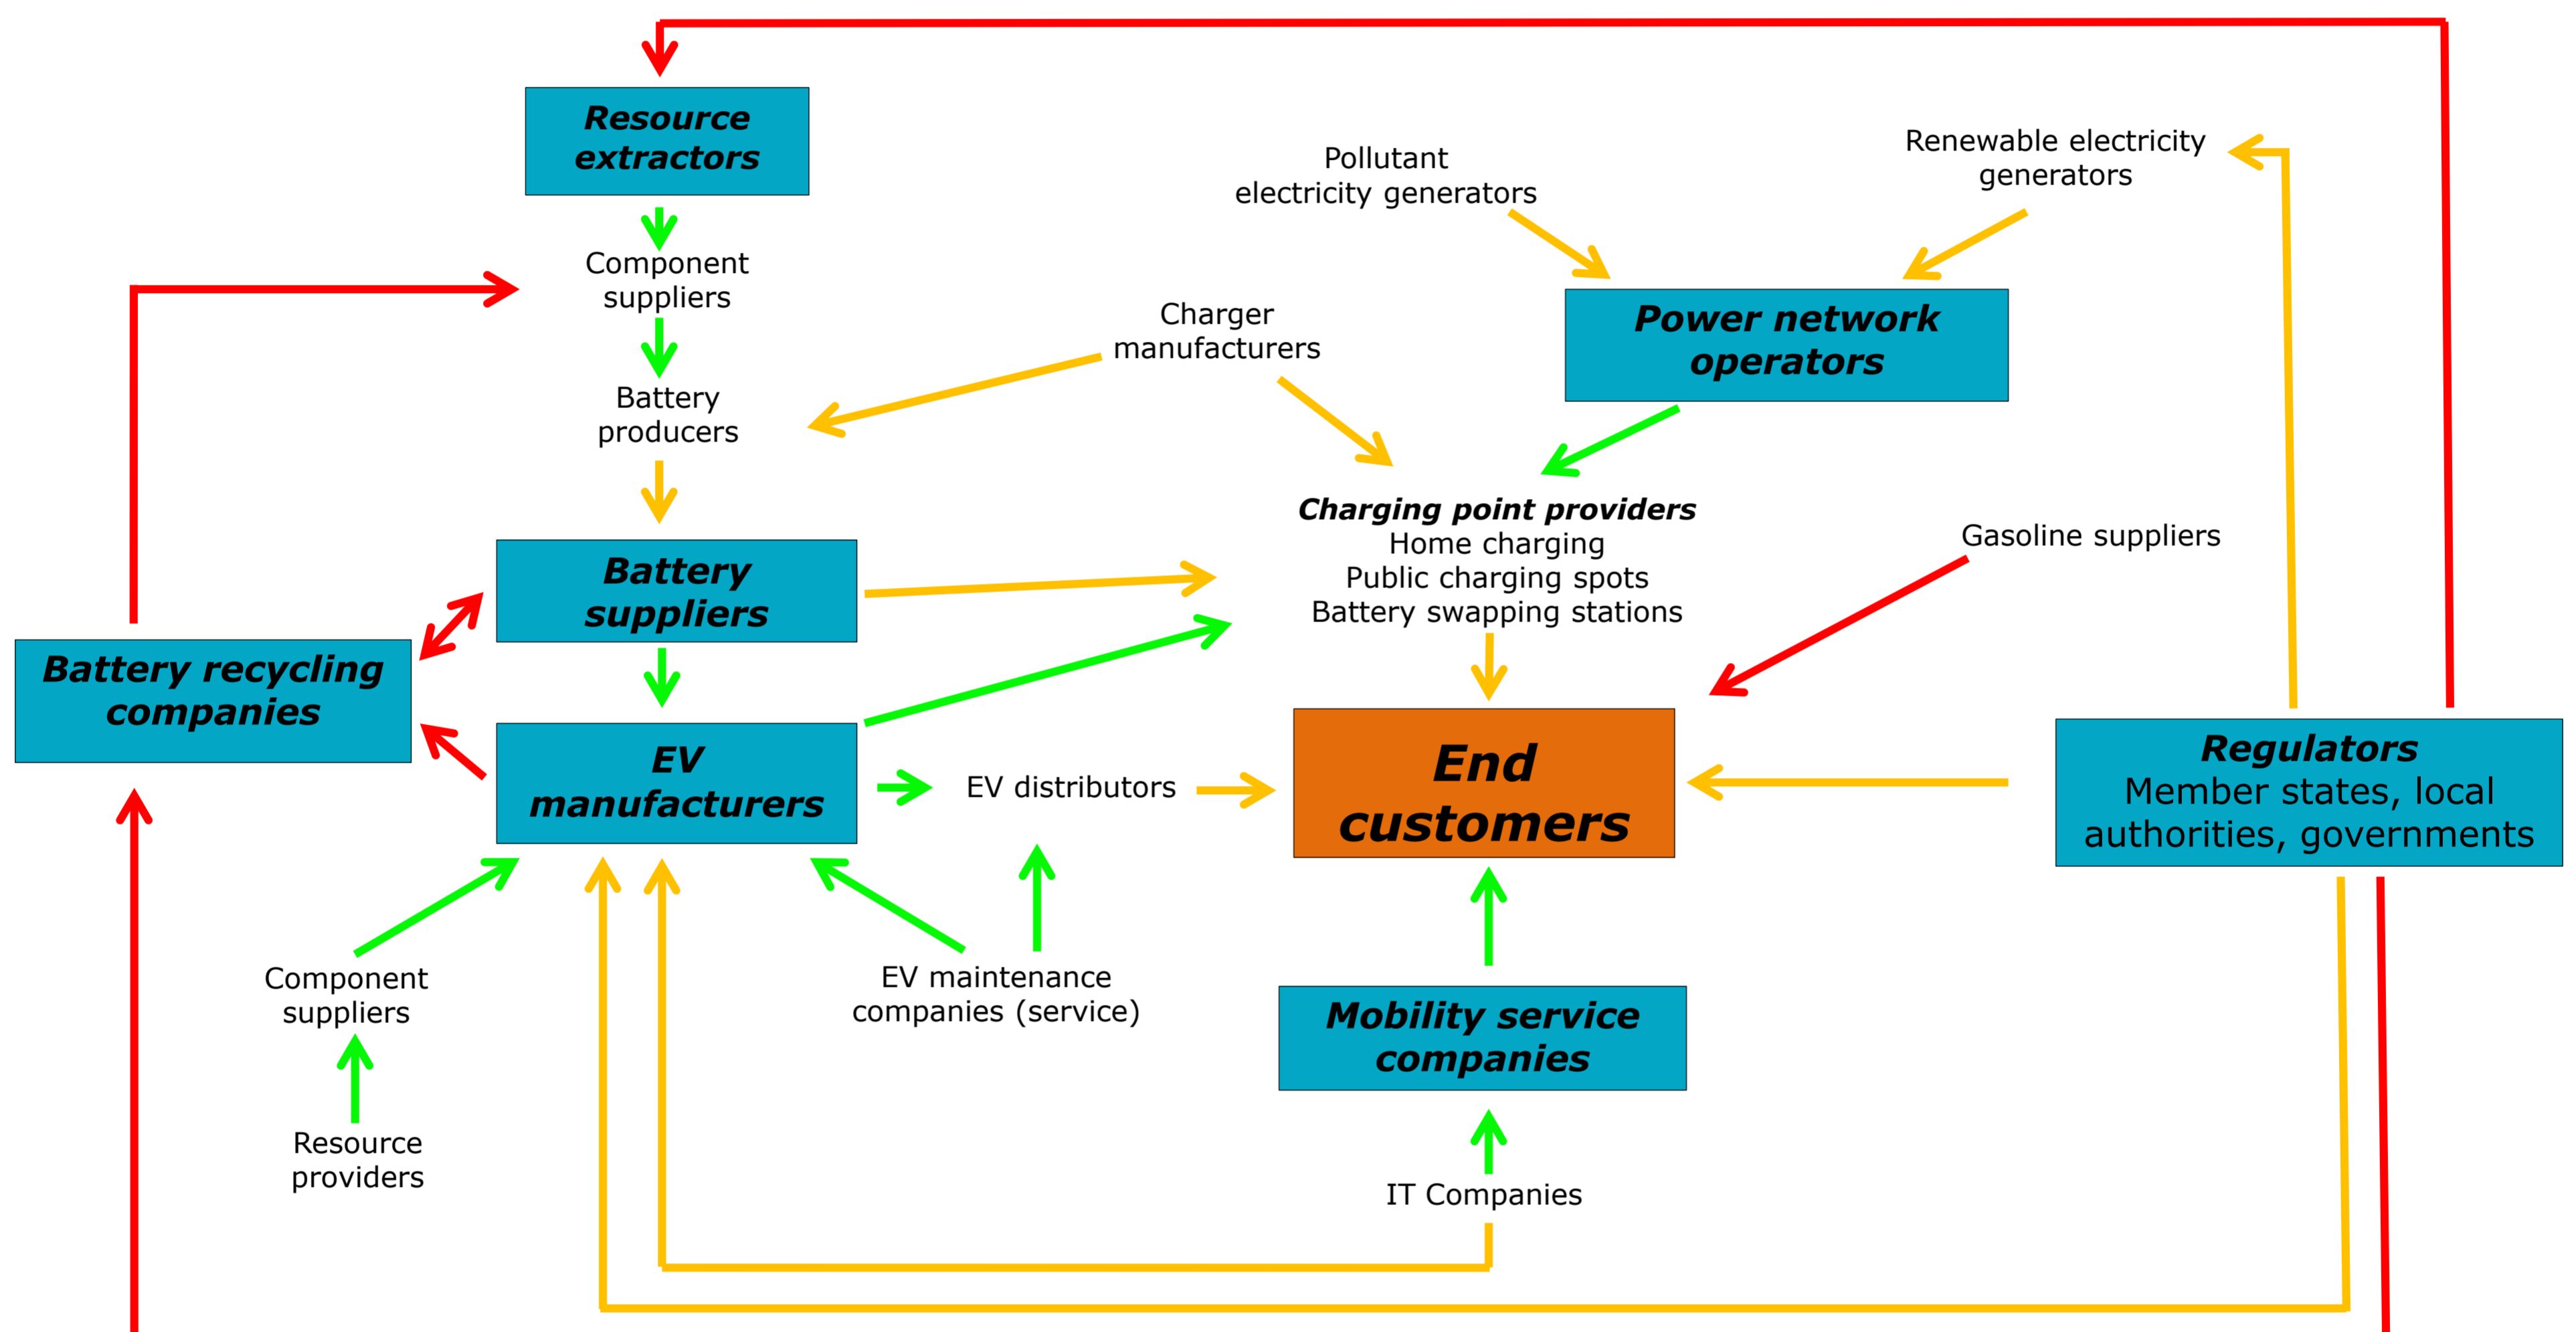 Resource
extractors
Pollutant
electricity generators
Renewable electricity
generators
Component
suppliers
Charger
manufacturers
Power network
operators
Battery
producers
Charging point providers
Home charging
Public charging spots
Battery swapping stations
Gasoline suppliers
Battery
suppliers
Battery recycling
companies
EV
manufacturers
EV distributors
End
customers
Regulators
Member states, local
authorities, governments
Component
suppliers
EV maintenance
companies (service)
Mobility service
companies
Resource
providers
IT Companies